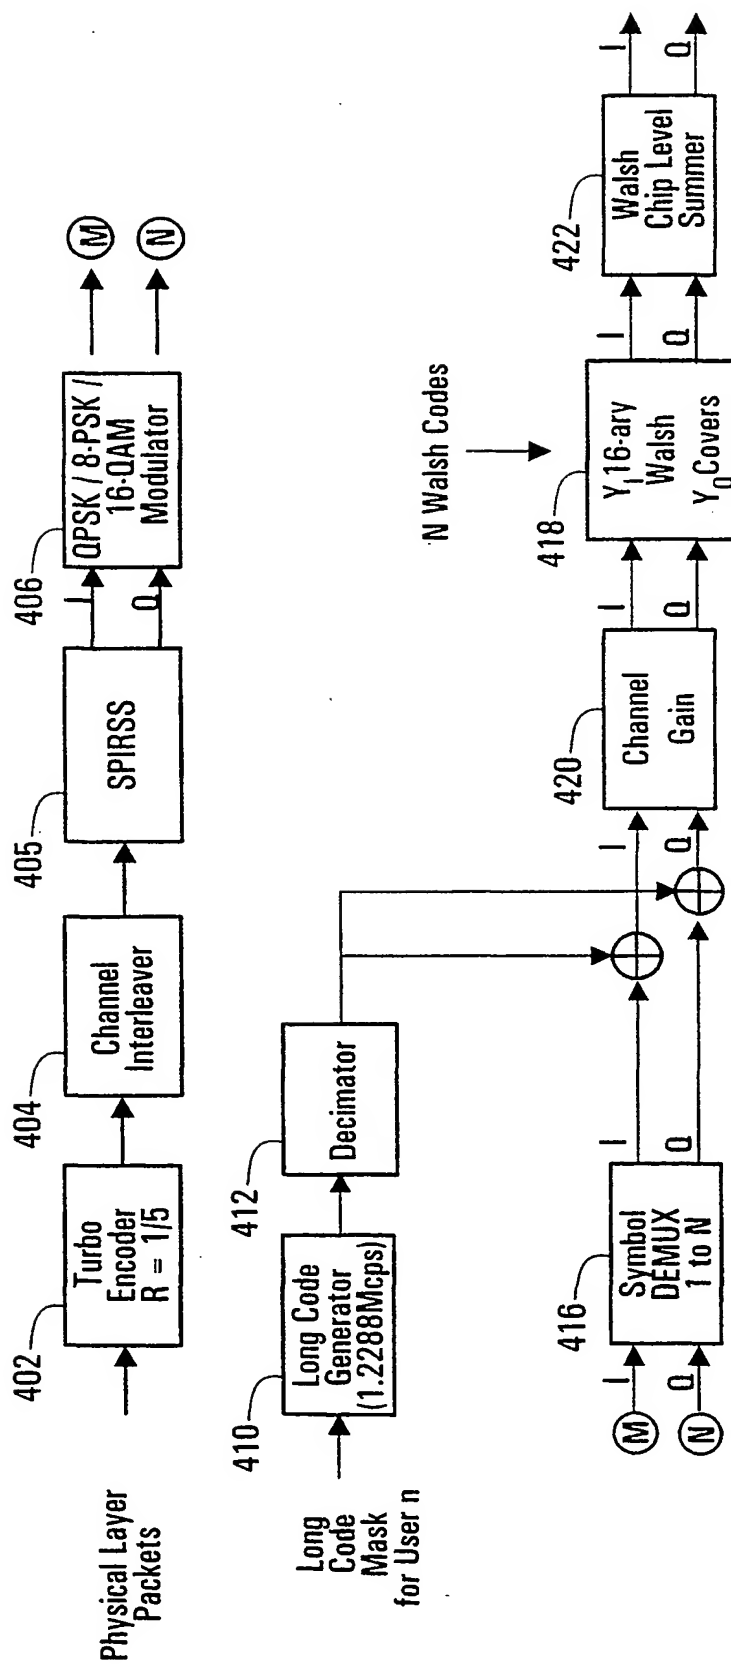 Physical Layer
Packets
402
Turbo
Encoder
R = 1/5
404
Channel
Interleaver
405
SPIRSS
I
Q
406
QPSK / 8-PSK /
16-QAM
Modulator
M
N
Long
Code
Mask
for User n
410
Long Code
Generator
(1.2288Mcps)
412
Decimator
M
N
I
Q
416
Symbol
DEMUX
1 to N
I
Q
I
Q
420
Channel
Gain
I
Q
N Walsh Codes
418
YI 16-ary
Walsh
YQ Covers
I
Q
422
Walsh
Chip Level
Summer
I
Q